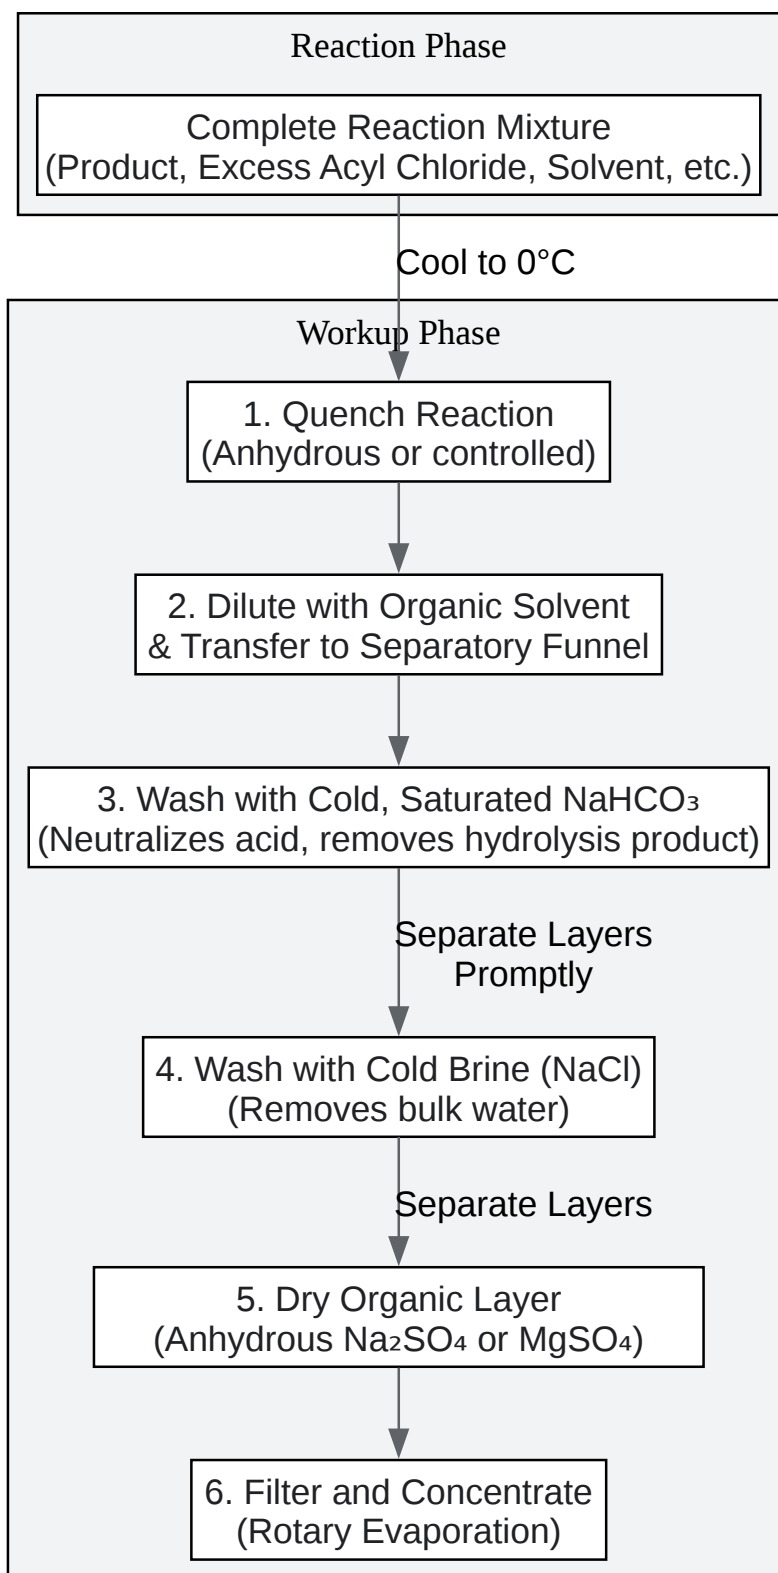 Reaction Phase
Complete Reaction Mixture
(Product, Excess Acyl Chloride, Solvent, etc.)
Cool to 0°C
Workup Phase
1. Quench Reaction
(Anhydrous or controlled)
2. Dilute with Organic Solvent
& Transfer to Separatory Funnel
3. Wash with Cold, Saturated NaHCO₃
(Neutralizes acid, removes hydrolysis product)
Separate Layers
Promptly
4. Wash with Cold Brine (NaCl)
(Removes bulk water)
Separate Layers
5. Dry Organic Layer
(Anhydrous Na₂SO₄ or MgSO₄)
6. Filter and Concentrate
(Rotary Evaporation)